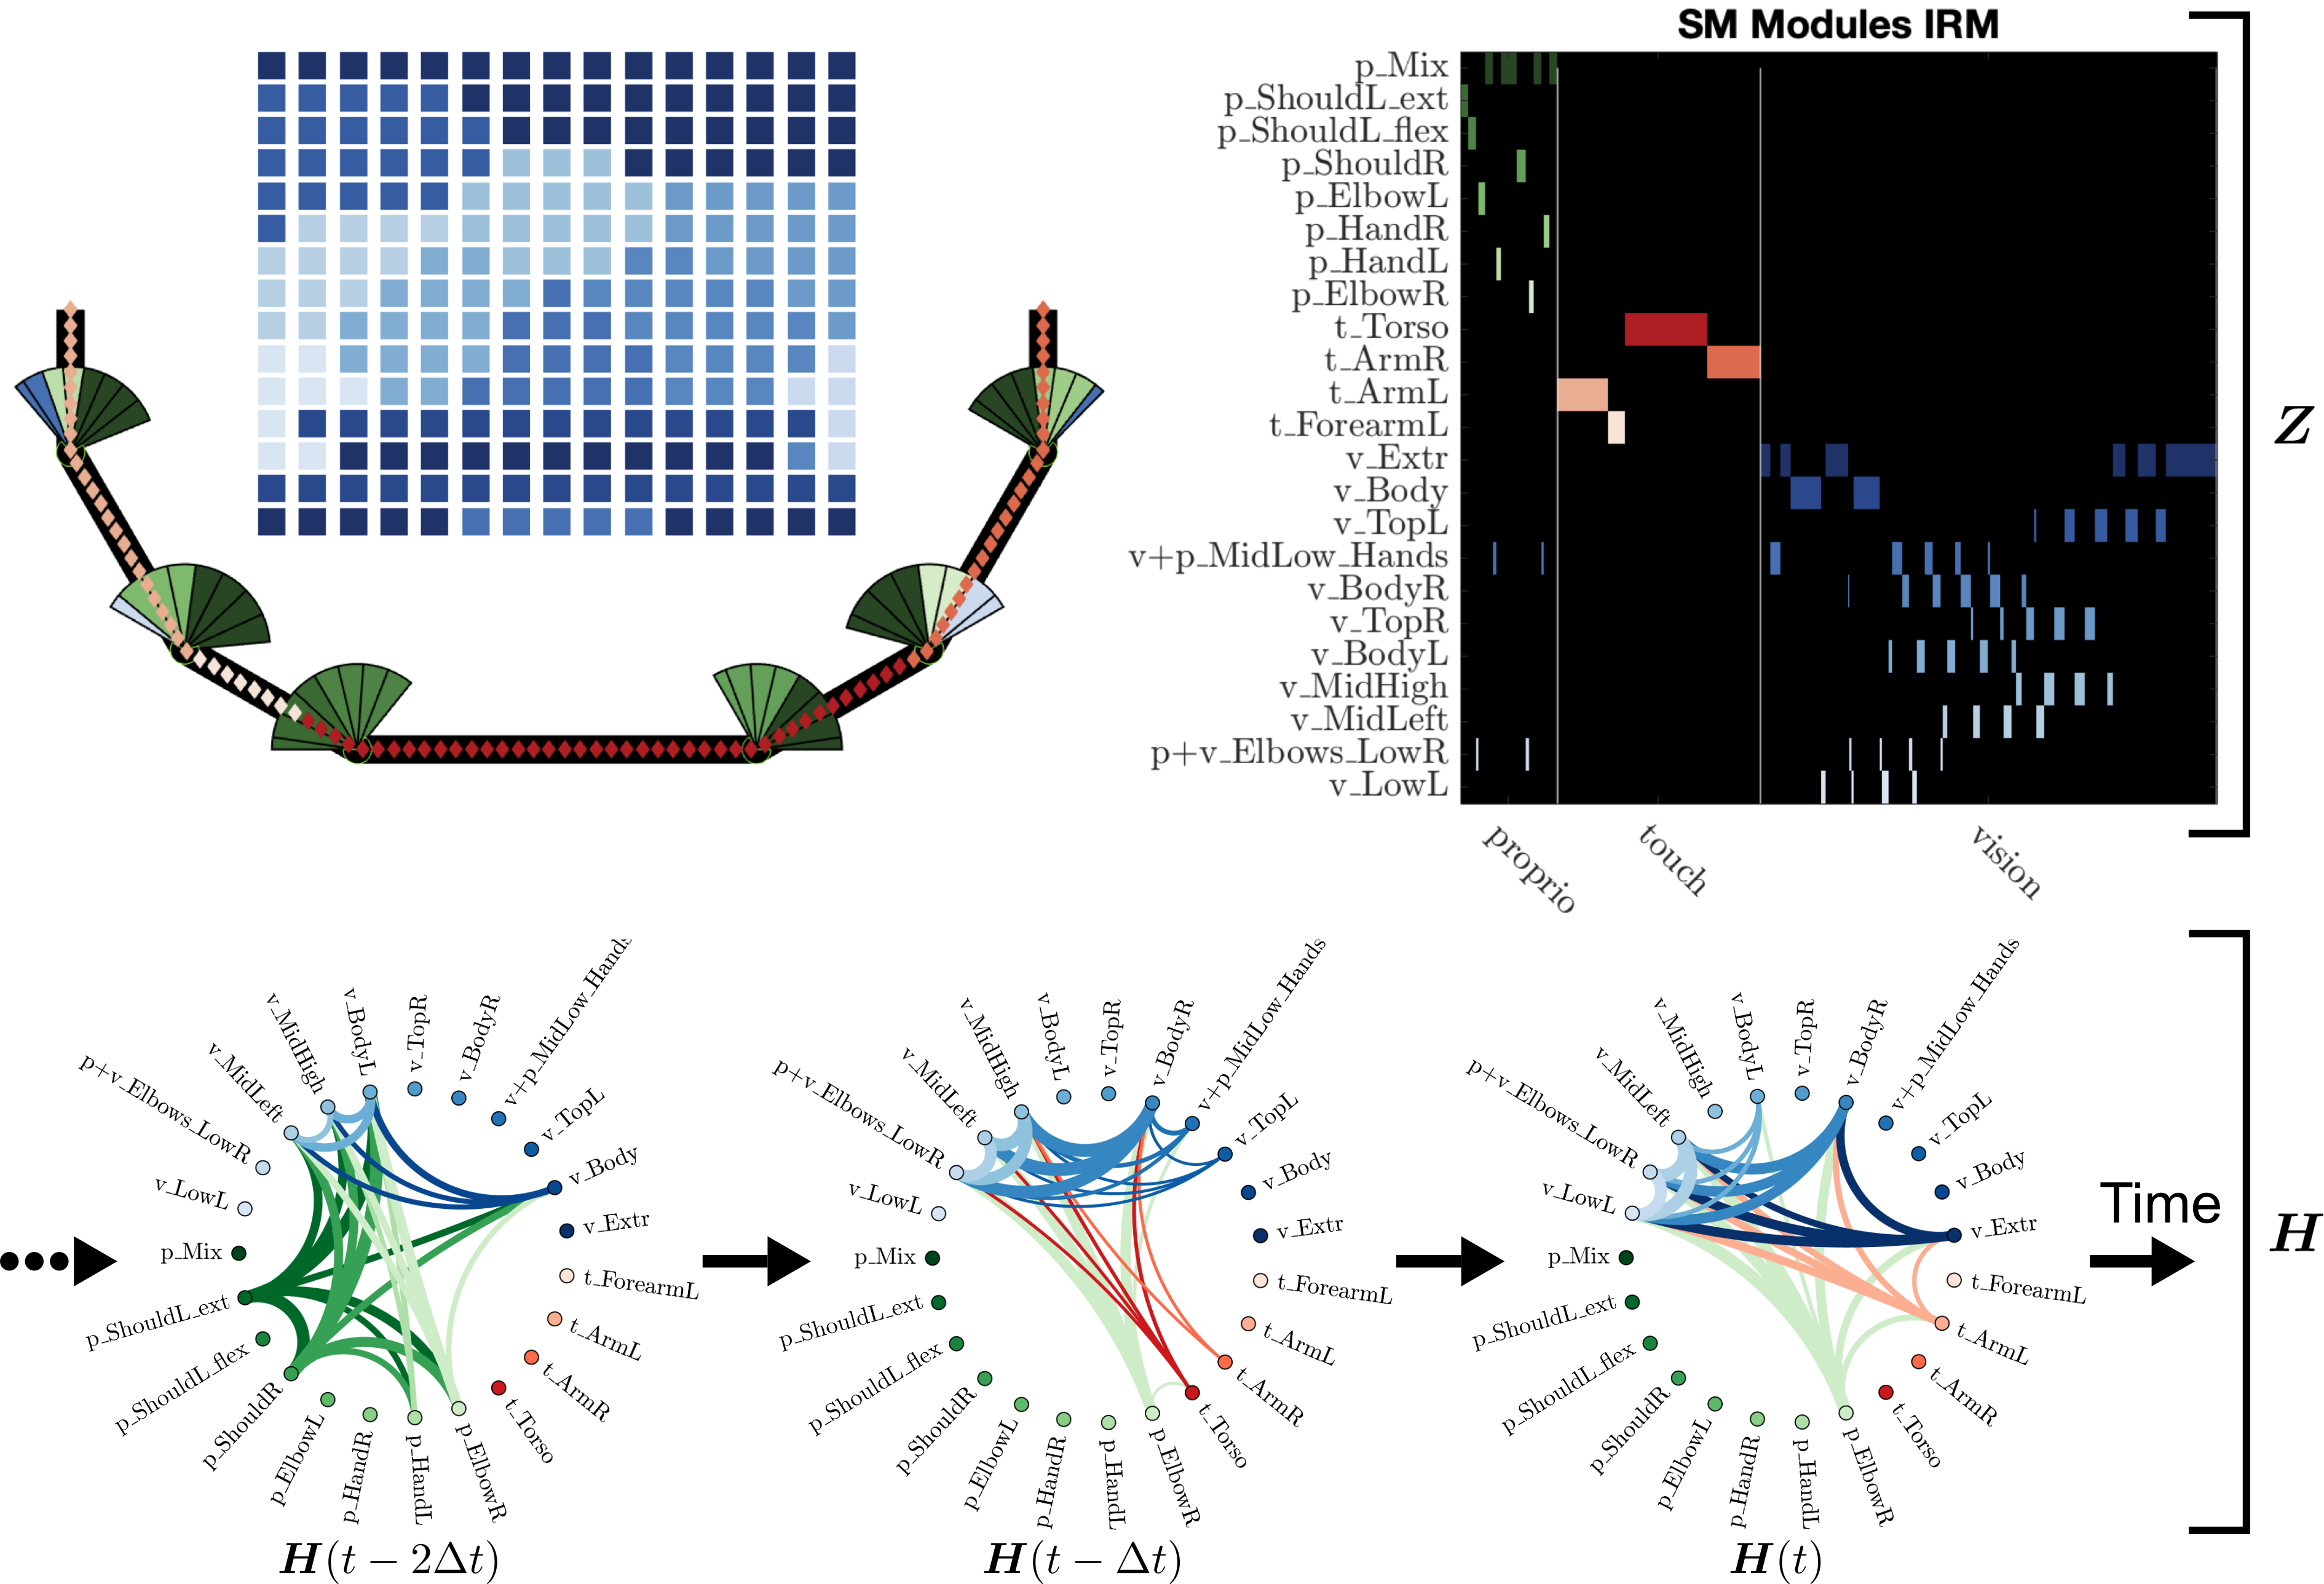 SM Modules IRM
p_Mix
p_ShouldL_ext
p_ShouldL_flex
p_ShouldR
p_ElbowL
p_HandR
p_HandL
p_ElbowR
t_Torso
t_ArmR
t_ArmL
t_ForearmL
v_Extr
v_Body
v_TopL
v+p_MidLow_Hands
v_BodyR
v_TopR
v_BodyL
v_MidHigh
v_MidLeft
p+v_Elbows_LowR
v_LowL
proprio
touch
vision
Z
v+p_MidLow_Hands
v_BodyR
v_TopR
v_BodyL
v_MidHigh
v_MidLeft
p+v_Elbows_LowR
v_LowL
p_Mix
p_ShouldL_ext
p_ShouldL_flex
p_ShouldR
p_ElbowL
p_HandR
p_HandL
p_ElbowR
t_Torso
t_ArmR
t_ArmL
t_ForearmL
v_Extr
v_Body
v_TopL
H(t − 2Δt)
v+p_MidLow_Hands
v_BodyR
v_TopR
v_BodyL
v_MidHigh
v_MidLeft
p+v_Elbows_LowR
v_LowL
p_Mix
p_ShouldL_ext
p_ShouldL_flex
p_ShouldR
p_ElbowL
p_HandR
p_HandL
p_ElbowR
t_Torso
t_ArmR
t_ArmL
t_ForearmL
v_Extr
v_Body
v_TopL
H(t − Δt)
v+p_MidLow_Hands
v_BodyR
v_TopR
v_BodyL
v_MidHigh
v_MidLeft
p+v_Elbows_LowR
v_LowL
p_Mix
p_ShouldL_ext
p_ShouldL_flex
p_ShouldR
p_ElbowL
p_HandR
p_HandL
p_ElbowR
t_Torso
t_ArmR
t_ArmL
t_ForearmL
v_Extr
v_Body
v_TopL
H(t)
Time
H